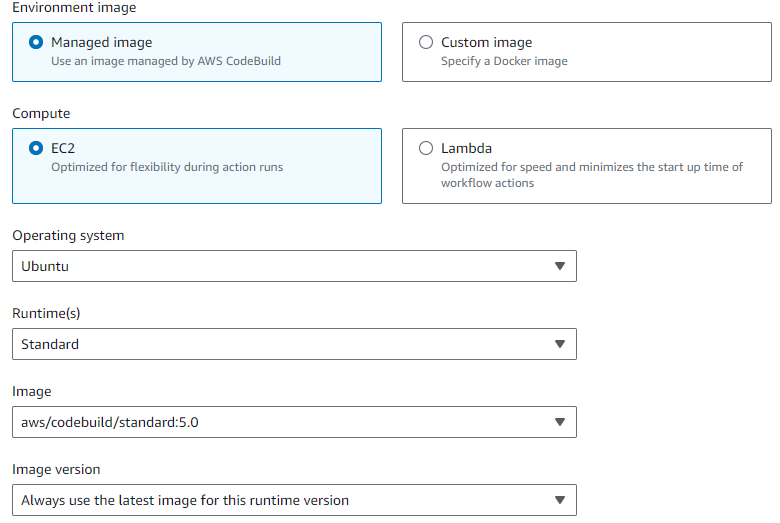 Environment image
Managed image
Use an image managed by AWS CodeBuild
Custom image
Specify a Docker image
Compute
EC2
Optimized for flexibility during action runs
Lambda
Optimized for speed and minimizes the start up time of
workflow actions
Operating system
Ubuntu
Runtime(s)
Standard
Image
aws/codebuild/standard:5.0
Image version
Always use the latest image for this runtime version